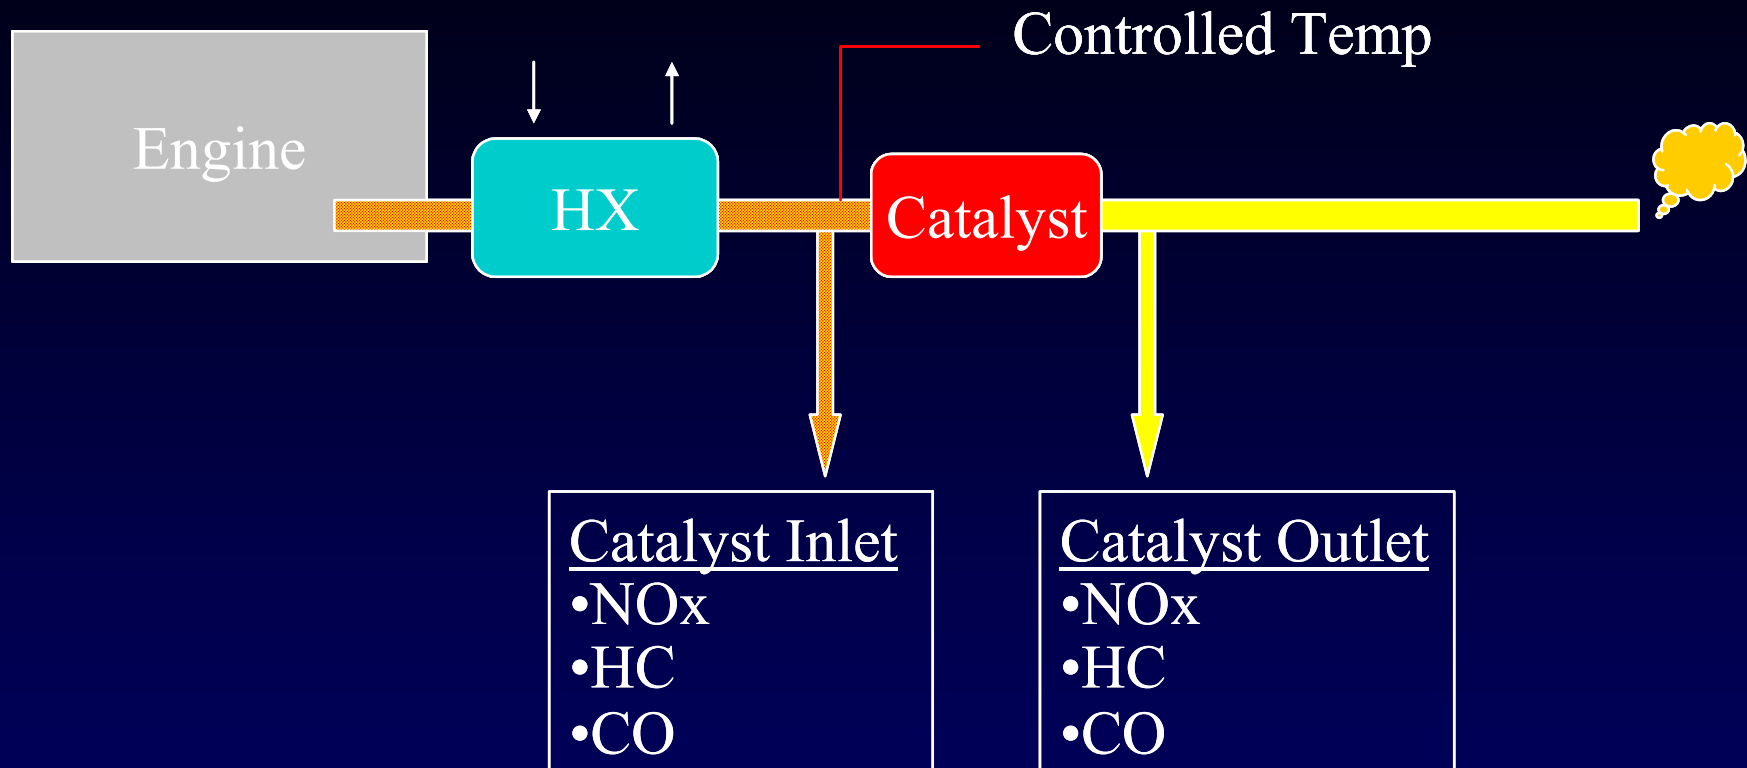 Controlled Temp
Engine
HX
Catalyst
Catalyst Inlet
•NOx
•HC
•CO
Catalyst Outlet
•NOx
•HC
•CO